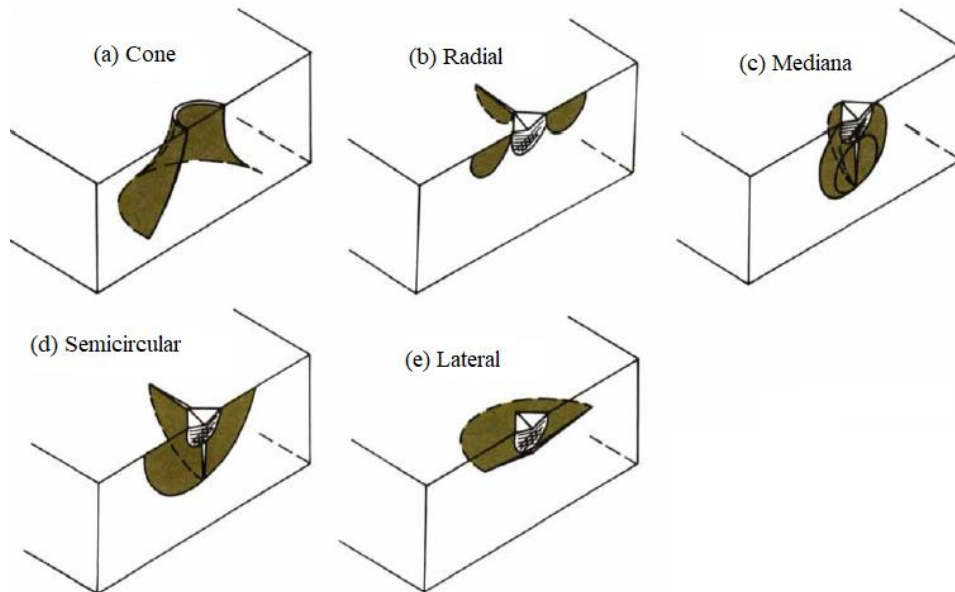 (a) Cone
(b) Radial
(c) Mediana
(d) Semicircular
(e) Lateral